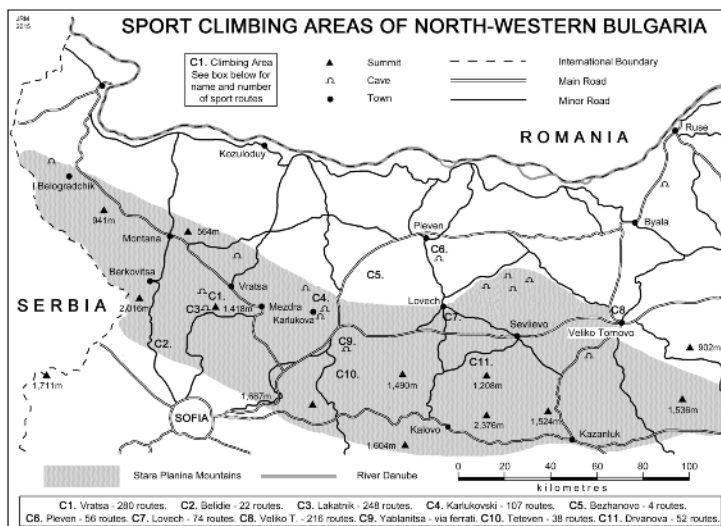 JRM
2015
SPORT CLIMBING AREAS OF NORTH-WESTERN BULGARIA
C1. Climbing Area
See box below for
name and number
of sport routes
Summit
Cave
Town
International Boundary
Main Road
Minor Road
ROMANIA
Ruse
Kozuloduy
Belogradchik
941m
564m
Montana
Pleven
C6.
Byala
C5.
Berkovitsa
Vratsa
SERBIA
2,016m
C1.
C3
1,418m
Mezdra
C4.
Karlukova
Lovech
C7.
C8
Veliko Tornovo
C9
Sevlievo
902m
C2.
1,711m
C10.
1,490m
C11.
1,208m
1,687m
1,536m
SOFIA
2,376m
1,524m
Kalovo
Kazanluk
1,604m
Stara Planina Mountains
River Danube
0 20 40 60 80 100
kilometres
C1. Vratsa - 280 routes. C2. Belidie - 22 routes. C3. Lakatnik - 248 routes. C4. Karlukovski - 107 routes. C5. Bezhanovo - 4 routes.
C6. Pleven - 56 routes. C7. Lovech - 74 routes. C8. Veliko T. - 216 routes. C9. Yablanitsa - via ferrati. C10. Teteven - 38 routes. C11. Dryanova - 52 routes.